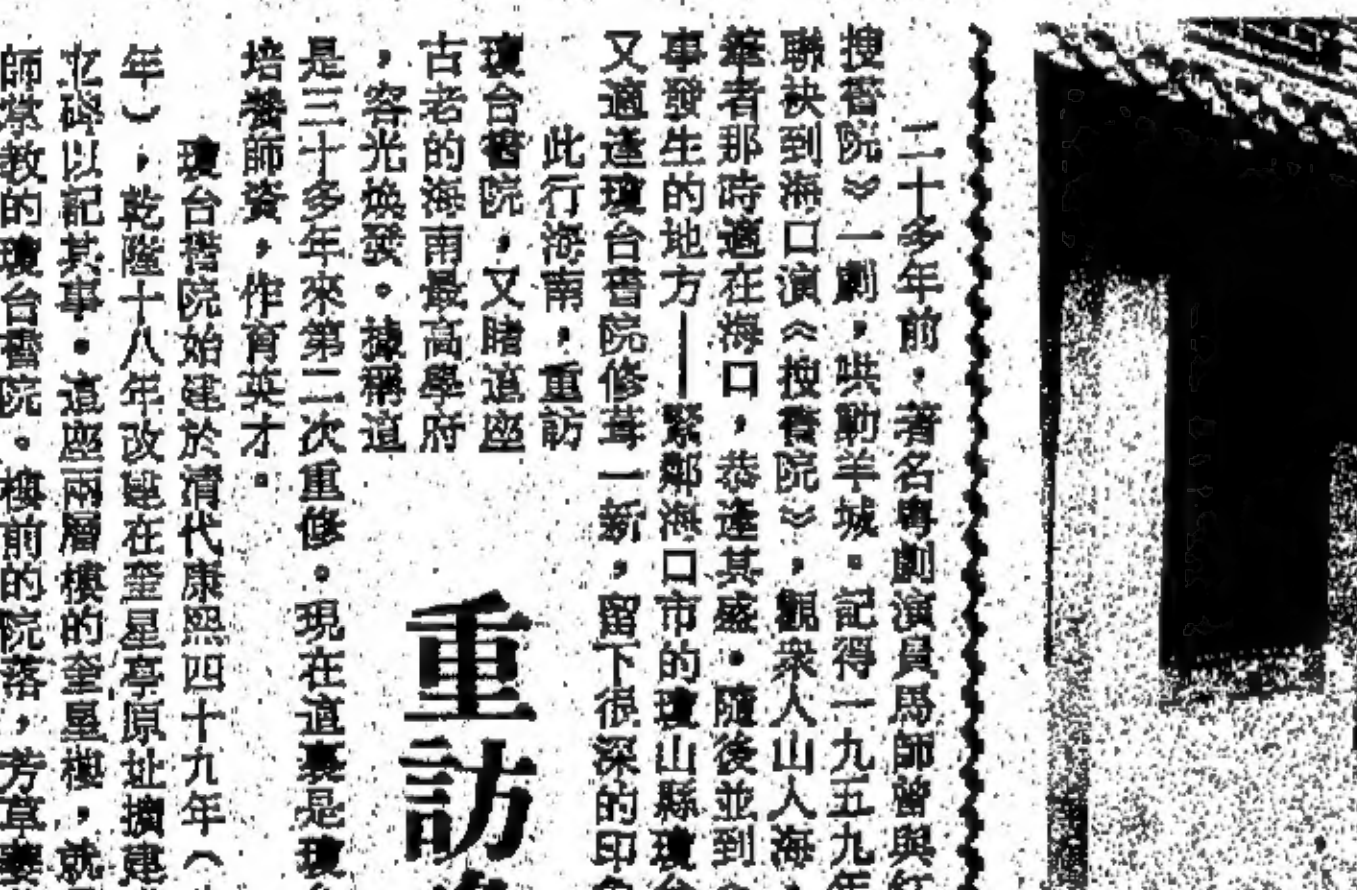 二十多年前,著名粵劇演員馬師曾與紅
搜書院》一劇,哄動羊城。記得一九五九年
聯袂到海口演《搜書院》,觀衆人山人海,
筆者那時適在海口,恭逢其盛。隨後並到
事發生的地方——緊鄰海口市的瓊山縣瓊台
又適逢瓊台書院修葺一新,留下很深的印
此行海南,重訪
瓊台書院,又睹這座
古老的海南最高學府
,容光煥發。據稱這
是三十多年來第二次重修。現在這裏是瓊
培養師資,作育英才。
重訪
瓊台書院始建於清代康熙四十九年(
年),乾隆十八年改建在奎星亭原址擴建
忆碑以記其事。這座兩層樓的奎星樓,就
師掌教的瓊台書院。樓前的院落,芳草